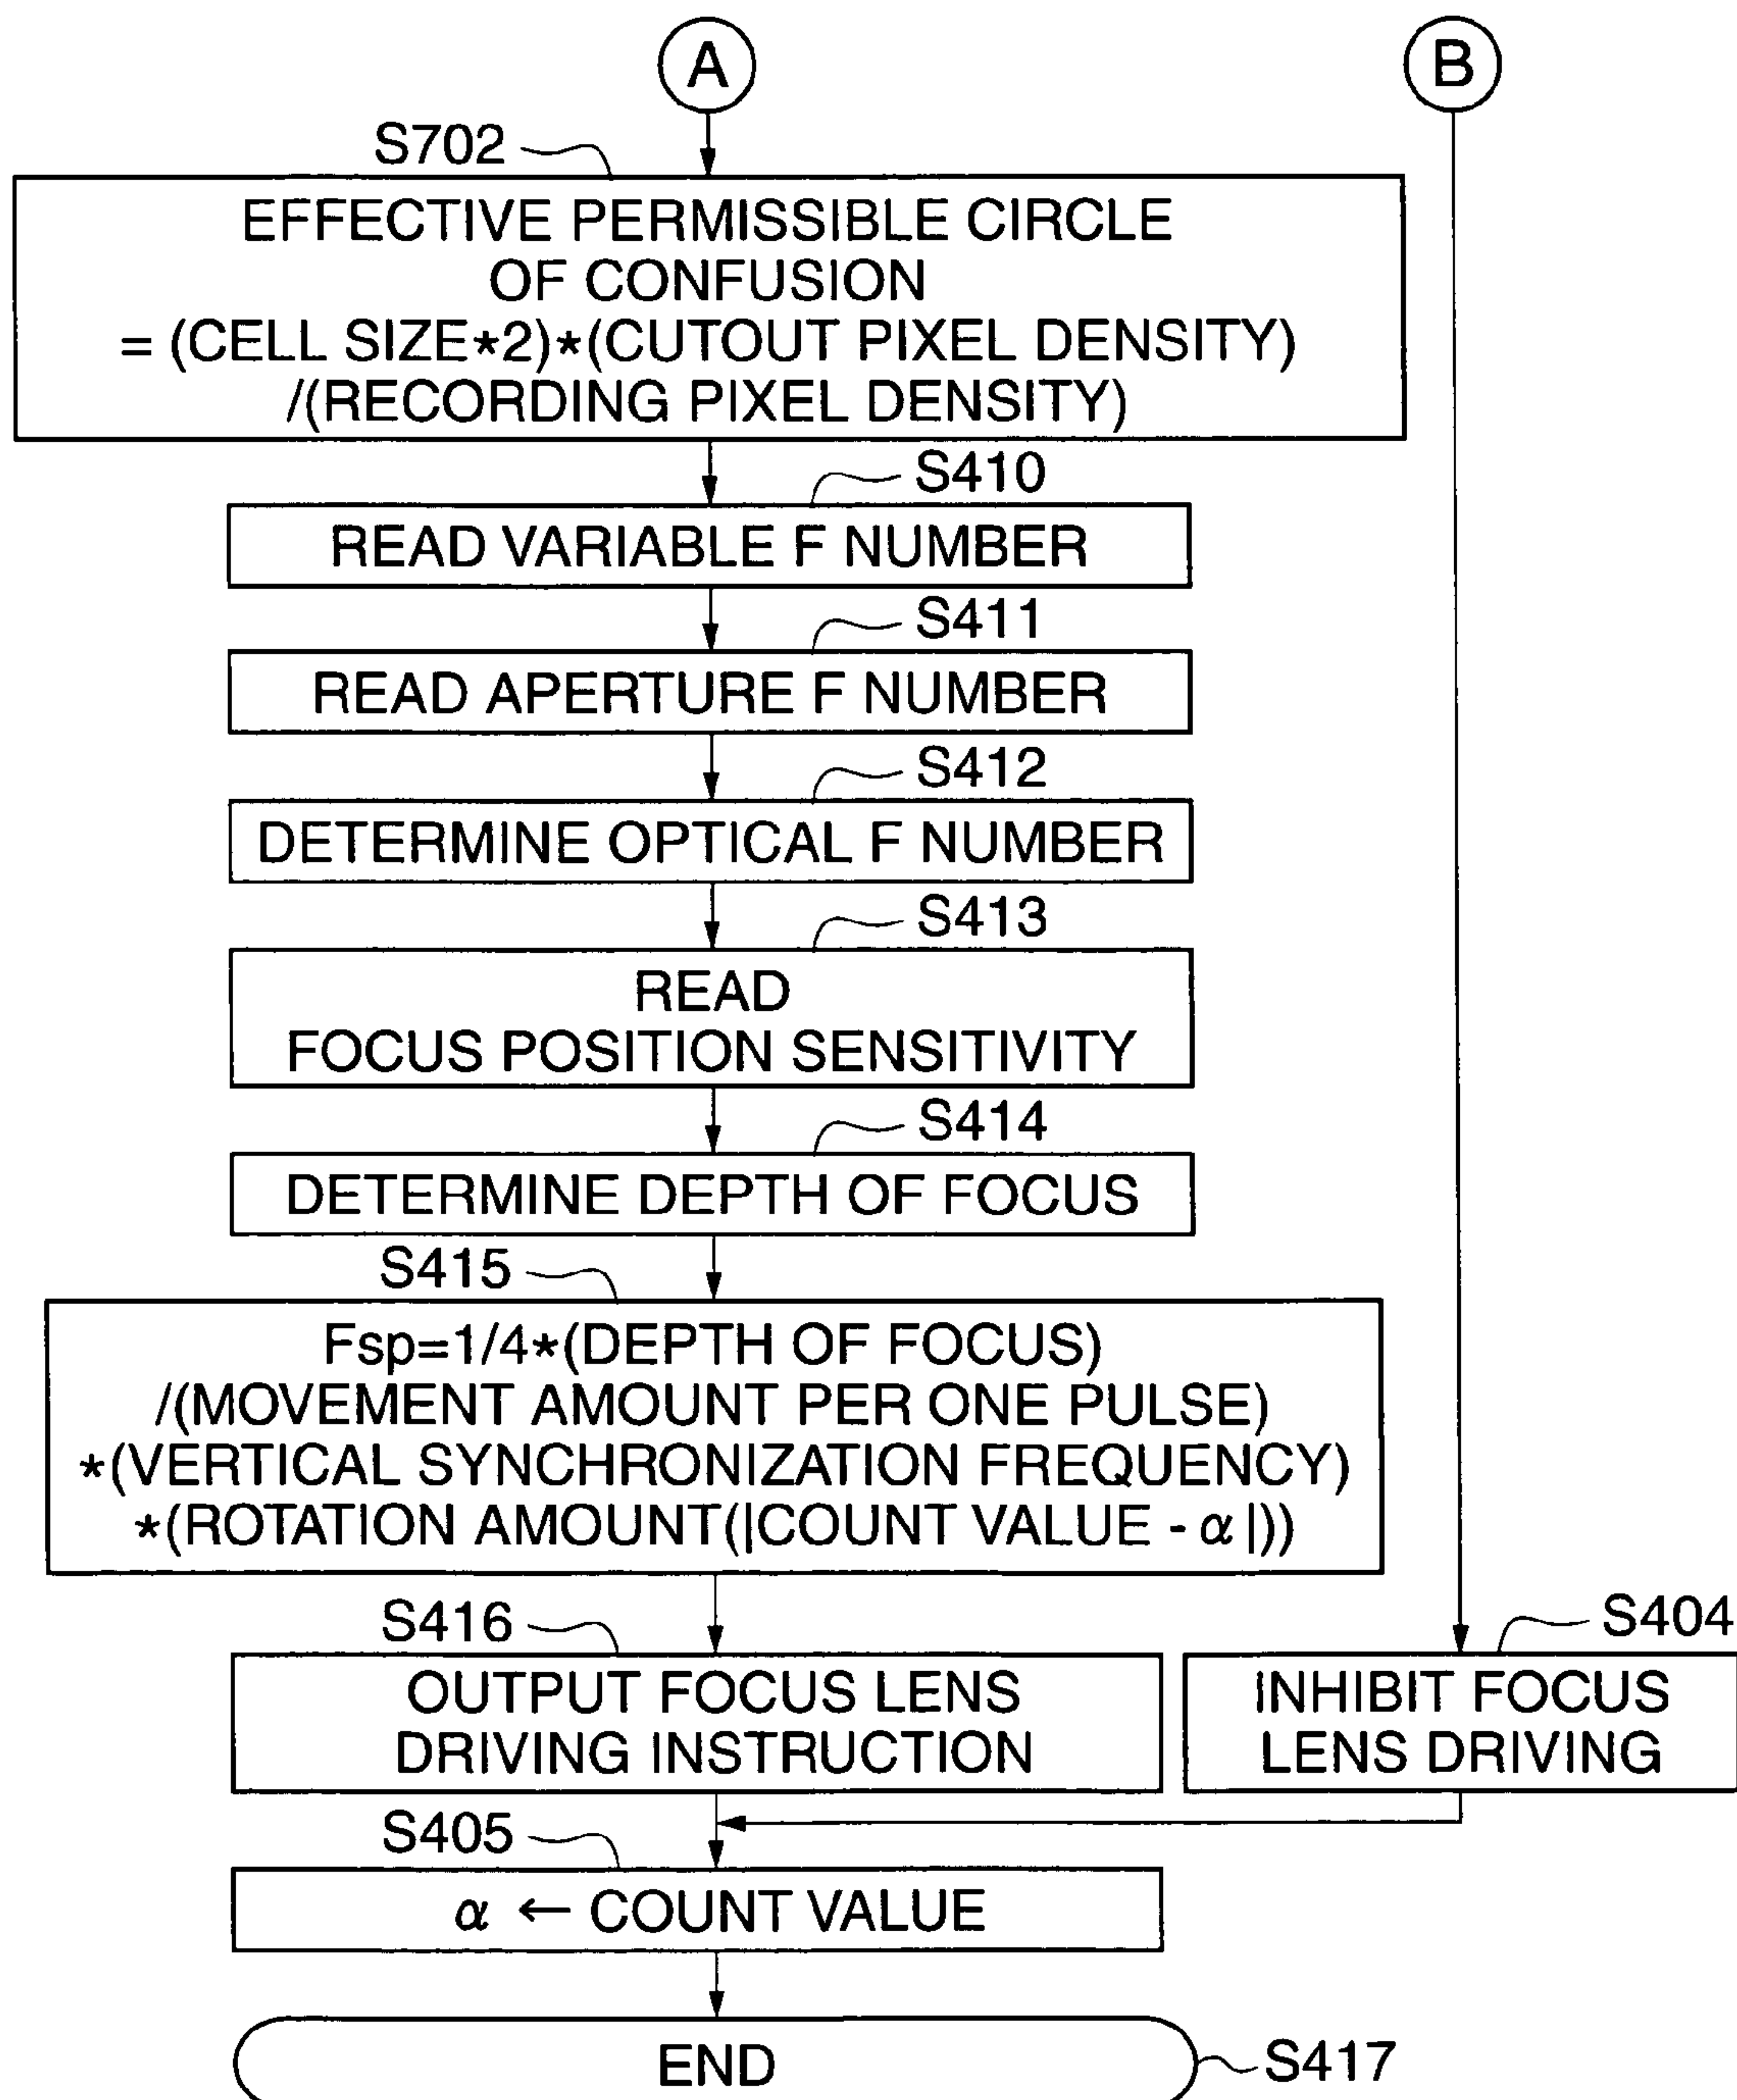 A
B
S702
EFFECTIVE PERMISSIBLE CIRCLE
OF CONFUSION
= (CELL SIZE*2)*(CUTOUT PIXEL DENSITY)
/(RECORDING PIXEL DENSITY)
S410
READ VARIABLE F NUMBER
S411
READ APERTURE F NUMBER
S412
DETERMINE OPTICAL F NUMBER
S413
READ
FOCUS POSITION SENSITIVITY
S414
DETERMINE DEPTH OF FOCUS
S415
Fsp=1/4*(DEPTH OF FOCUS)
/(MOVEMENT AMOUNT PER ONE PULSE)
*(VERTICAL SYNCHRONIZATION FREQUENCY)
*(ROTATION AMOUNT(|COUNT VALUE - α|))
S416
OUTPUT FOCUS LENS
DRIVING INSTRUCTION
S404
INHIBIT FOCUS
LENS DRIVING
S405
α ← COUNT VALUE
END
S417